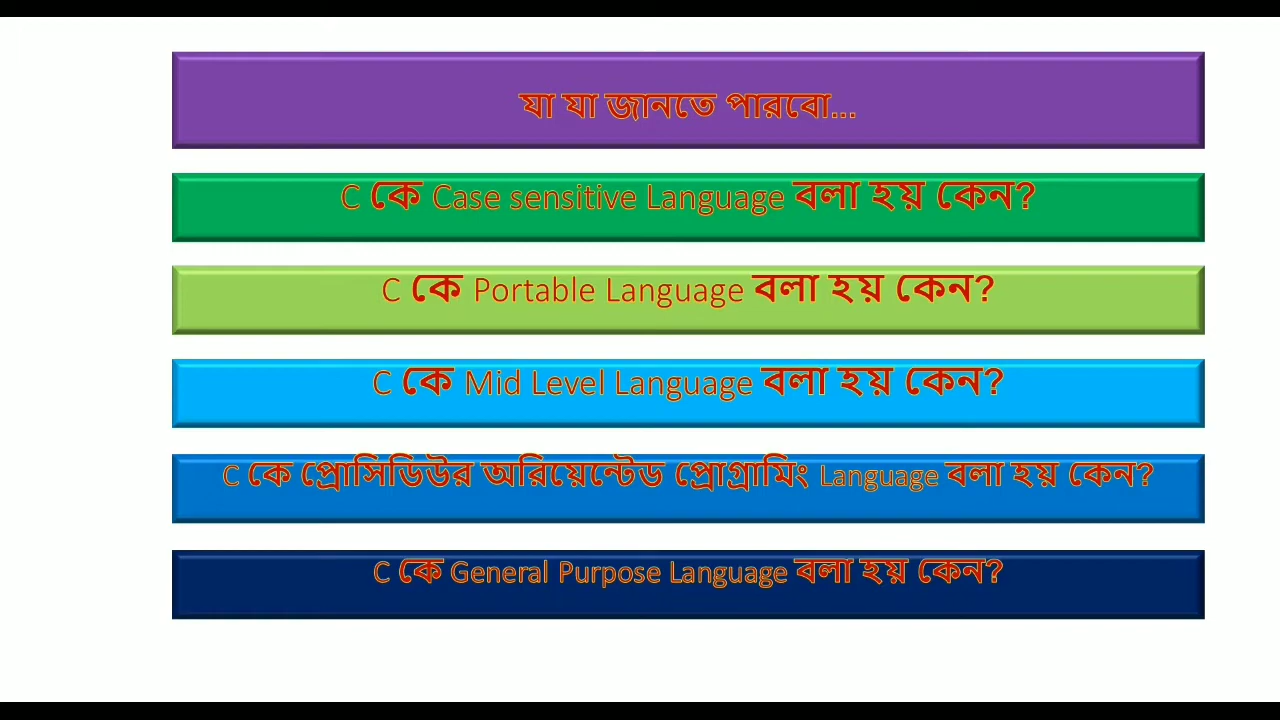 যা যা জানতে পারবো...
C কে Case sensitive Language বলা হয় কেন?
C কে Portable Language বলা হয় কেন?
C কে Mid Level Language বলা হয় কেন?
C কে প্রোসিডিউর অরিয়েন্টেড প্রোগ্রামিং Language বলা হয় কেন?
C কে General Purpose Language বলা হয় কেন?